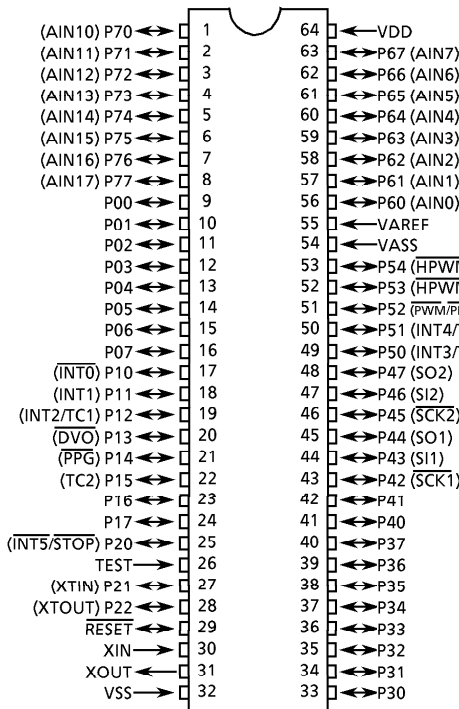 (AIN10) P70 1 64 VDD
(AIN11) P71 2 63 P67 (AIN7)
(AIN12) P72 3 62 P66 (AIN6)
(AIN13) P73 4 61 P65 (AIN5)
(AIN14) P74 5 60 P64 (AIN4)
(AIN15) P75 6 59 P63 (AIN3)
(AIN16) P76 7 58 P62 (AIN2)
(AIN17) P77 8 57 P61 (AIN1)
P00 9 56 P60 (AIN0)
P01 10 55 VAREF
P02 11 54 VASS
P03 12 53 P54
P04 13 52 P53
P05 14 51 P52
P06 15 50 P51 (INT4/
P07 16 49 P50 (INT3/
(INT0) P10 17 48 P47 (SO2)
(INT1) P11 18 47 P46 (SI2)
(INT2/TC1) P12 19 46 P45 (SCK2)
(DVO) P13 20 45 P44 (SO1)
(PPG) P14 21 44 P43 (SI1)
(TC2) P15 22 43 P42 (SCK1)
P16 23 42 P41
P17 24 41 P40
(INT5/STOP) P20 25 40 P37
TEST 26 39 P36
(XTIN) P21 27 38 P35
(XTOUT) P22 28 37 P34
RESET 29 36 P33
XIN 30 35 P32
XOUT 31 34 P31
VSS 32 33 P30